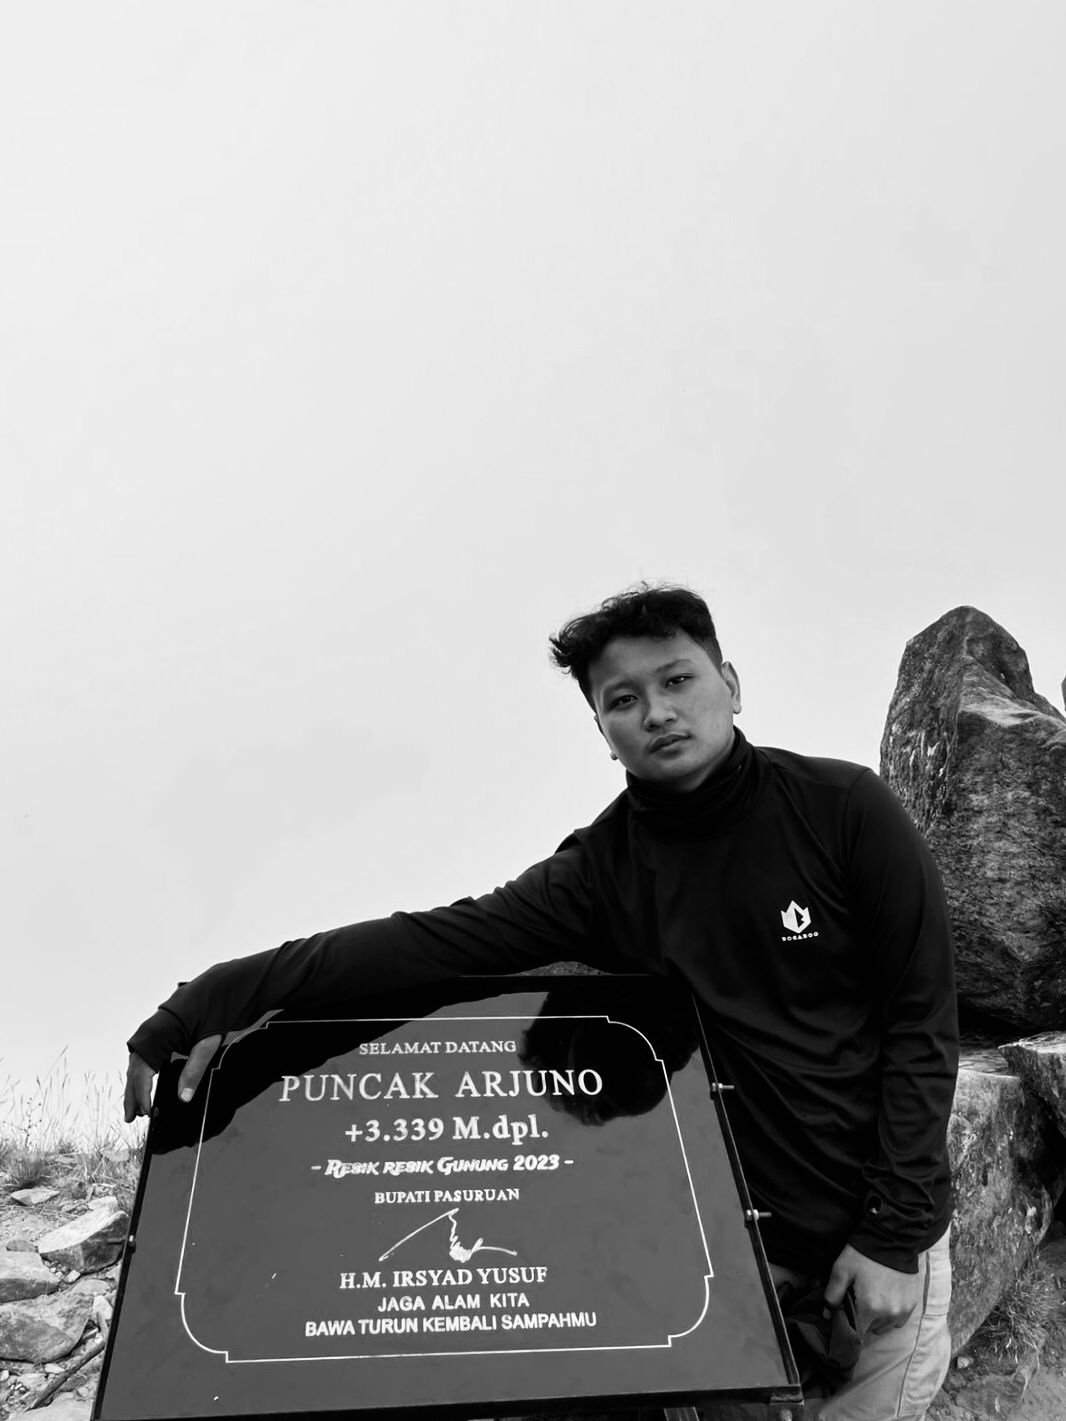 SELAMAT DATANG
PUNCAK ARJUNO
+3.339 M.dpl.
- RESIK RESIK GUNUNG 2023 -
BUPATI PASURUAN
H.M. IRSYAD YUSUF
JAGA ALAM KITA
BAWA TURUN KEMBALI SAMPAHMU